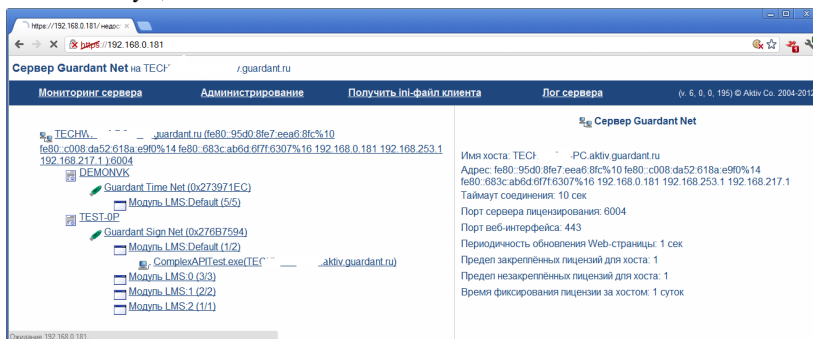 https://192.168.0.181/ недос
https://192.168.0.181
Сервер Guardant Net на TECH .guardant.ru
Мониторинг сервера Администрирование Получить ini-файл клиента Лог сервера (v. 6, 0, 0, 195) © Aktiv Co. 2004-2012
Сервер Guardant Net
TECHW guardant.ru (fe80::95d0:8fe7:eea6:8fc%10
fe80::c008:da52:618a:e9f0%14 fe80::683c:ab6d:6f7f:6307%16 192.168.0.181 192.168.253.1
192.168.217.1 ):6004
DEMONVK
Guardant Time Net (0x273971EC)
Модуль LMS:Default (5/5)
TEST-0P
Guardant Sign Net (0x276B7594)
Модуль LMS:Default (1/2)
ComplexAPITest.exe(TEC .aktiv.guardant.ru)
Модуль LMS:0 (3/3)
Модуль LMS:1 (2/2)
Модуль LMS:2 (1/1)
Имя хоста: TECH -PC.aktiv.guardant.ru
Адрес: fe80::95d0:8fe7:eea6:8fc%10 fe80::c008:da52:618a:e9f0%14
fe80::683c:ab6d:6f7f:6307%16 192.168.0.181 192.168.253.1 192.168.217.1
Таймаут соединения: 10 сек
Порт сервера лицензирования: 6004
Порт веб-интерфейса: 443
Периодичность обновления Web-страницы: 1 сек
Предел закреплённых лицензий для хоста: 1
Предел незакреплённых лицензий для хоста: 1
Время фиксирования лицензии за хостом: 1 суток
Ожидание 192.168.0.181